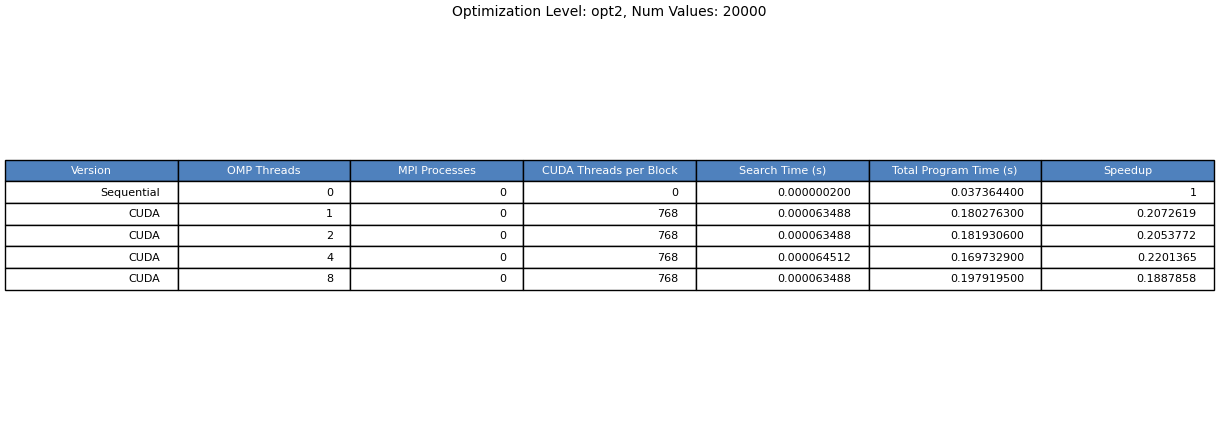 Optimization Level: opt2, Num Values: 20000
Version OMP Threads MPI Processes CUDA Threads per Block Search Time (s) Total Program Time (s) Speedup
Sequential 0 0 0 0.000000200 0.037364400 1
CUDA 1 0 768 0.000063488 0.180276300 0.2072619
CUDA 2 0 768 0.000063488 0.181930600 0.2053772
CUDA 4 0 768 0.000064512 0.169732900 0.2201365
CUDA 8 0 768 0.000063488 0.197919500 0.1887858